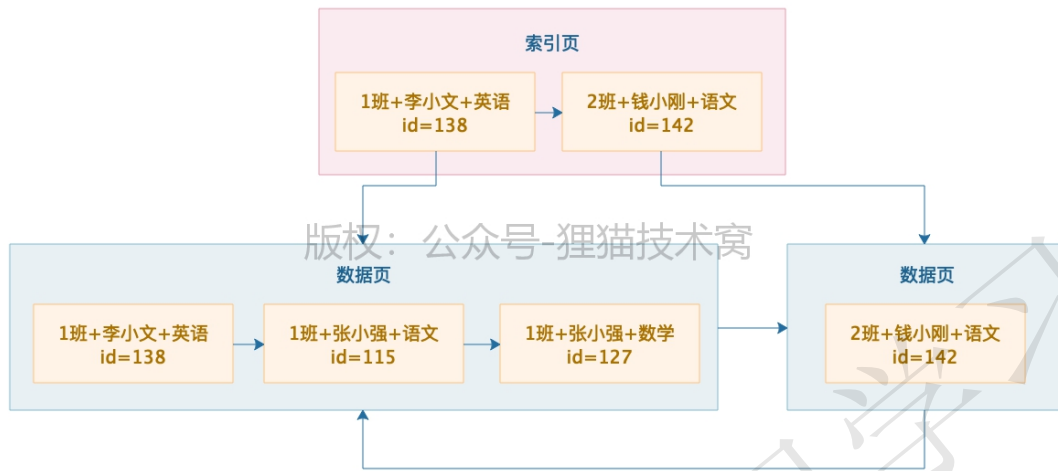 索引页
1班+李小文+英语
id=138
2班+钱小刚+语文
id=142
版权：公众号-狸猫技术窝
数据页
1班+李小文+英语
id=138
1班+张小强+语文
id=115
1班+张小强+数学
id=127
数据页
2班+钱小刚+语文
id=142
学